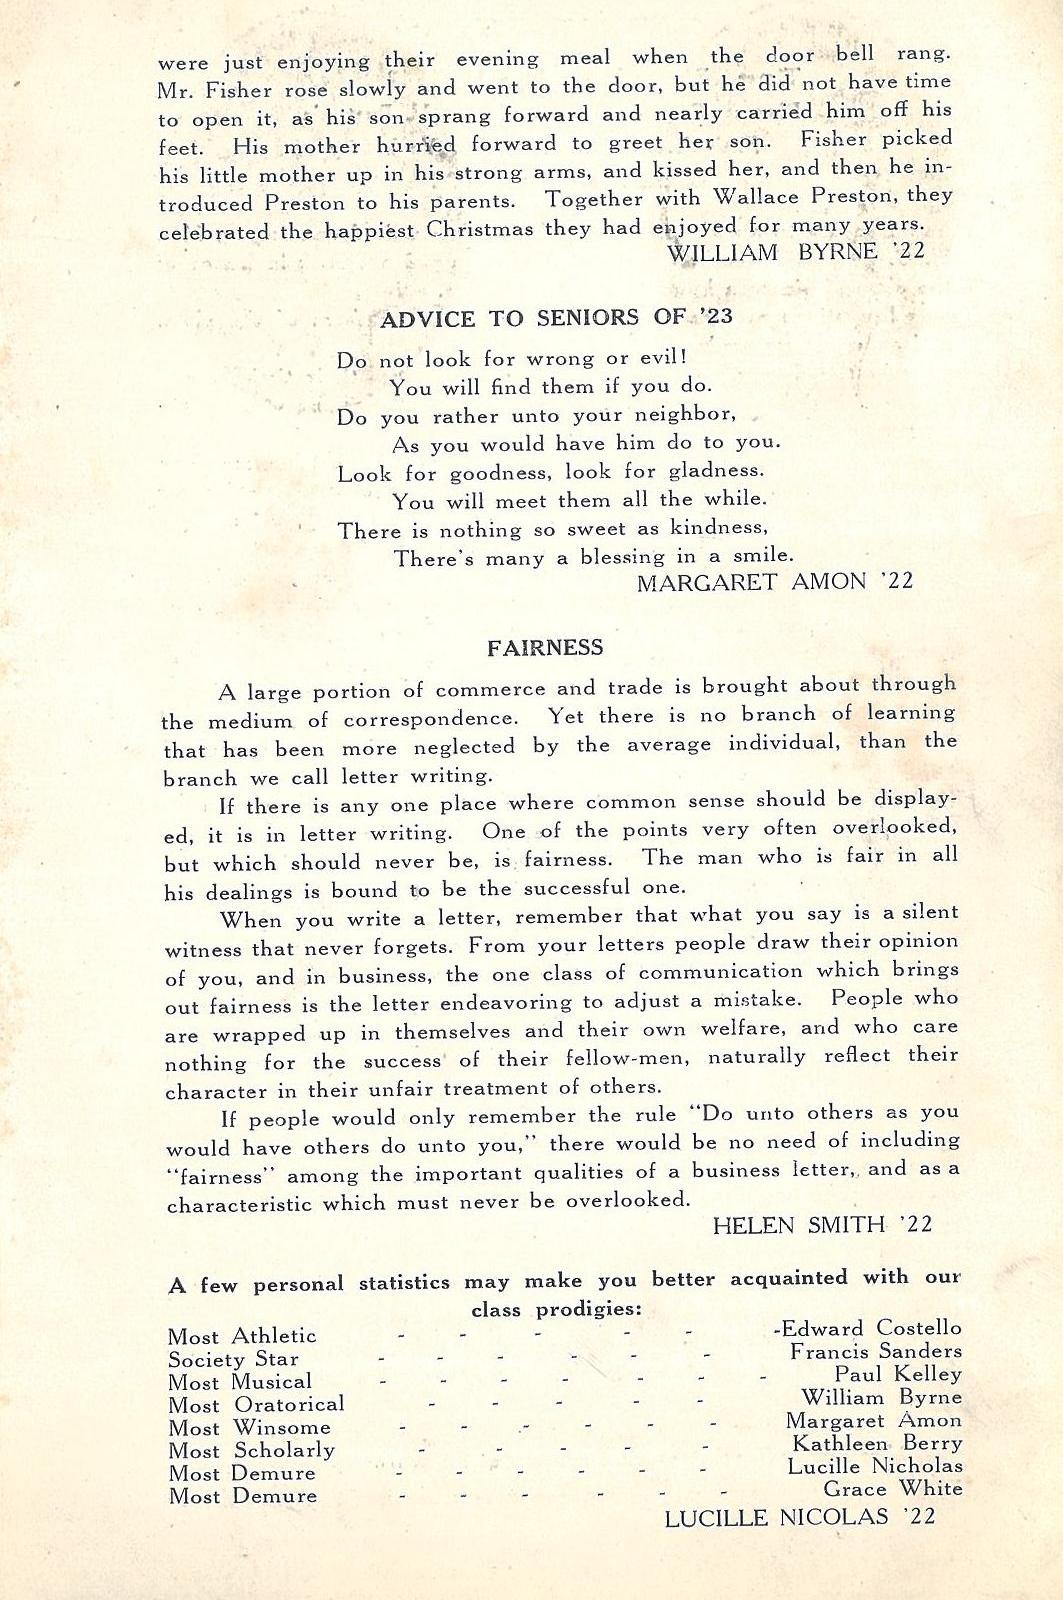 were just enjoying their evening meal when the door bell rang.
Mr. Fisher rose slowly and went to the door, but he did not have time
to open it, as his son sprang forward and nearly carried him off his
feet. His mother hurried forward to greet her son. Fisher picked
his little mother up in his strong arms, and kissed her, and then he in-
troduced Preston to his parents. Together with Wallace Preston, they
celebrated the happiest Christmas they had enjoyed for many years.
WILLIAM BYRNE '22
ADVICE TO SENIORS OF '23
Do not look for wrong or evil!
You will find them if you do.
Do you rather unto your neighbor,
As you would have him do to you.
Look for goodness, look for gladness.
You will meet them all the while.
There is nothing so sweet as kindness,
There's many a blessing in a smile.
MARGARET AMON '22
FAIRNESS
A large portion of commerce and trade is brought about through
the medium of correspondence. Yet there is no branch of learning
that has been more neglected by the average individual, than the
branch we call letter writing.
If there is any one place where common sense should be display-
ed, it is in letter writing. One of the points very often overlooked,
but which should never be, is fairness. The man who is fair in all
his dealings is bound to be the successful one.
When you write a letter, remember that what you say is a silent
witness that never forgets. From your letters people draw their opinion
of you, and in business, the one class of communication which brings
out fairness is the letter endeavoring to adjust a mistake. People who
are wrapped up in themselves and their own welfare, and who care
nothing for the success of their fellow-men, naturally reflect their
character in their unfair treatment of others.
If people would only remember the rule "Do unto others as you
would have others do unto you," there would be no need of including
"fairness" among the important qualities of a business letter, and as a
characteristic which must never be overlooked.
HELEN SMITH '22
A few personal statistics may make you better acquainted with our
class prodigies:
Most Athletic - - - - - -Edward Costello
Society Star - - - - - - Francis Sanders
Most Musical - - - - - - - Paul Kelley
Most Oratorical - - - - - William Byrne
Most Winsome - - - - - - Margaret Amon
Most Scholarly - - - - - Kathleen Berry
Most Demure - - - - - - Lucille Nicholas
Most Demure - - - - - - Grace White
LUCILLE NICOLAS '22